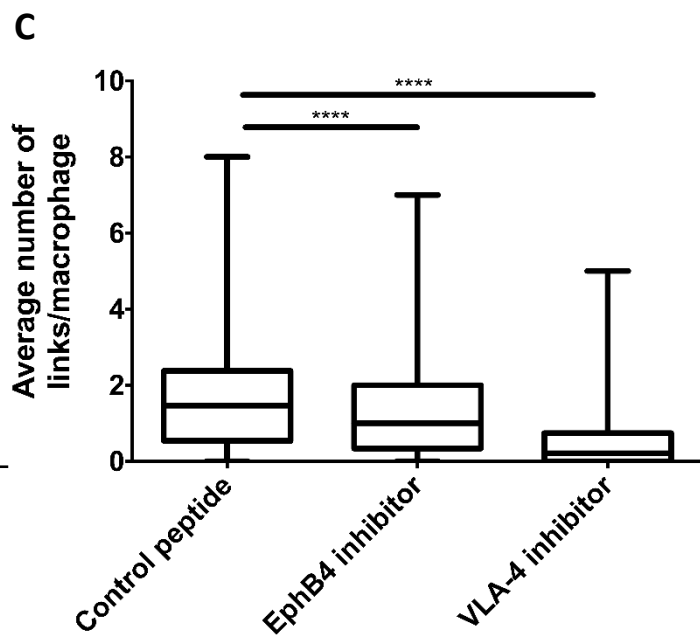 C
Average number of
links/macrophage
10
8
6
4
2
0
****
****
Control peptide
EphB4 inhibitor
VLA-4 inhibitor